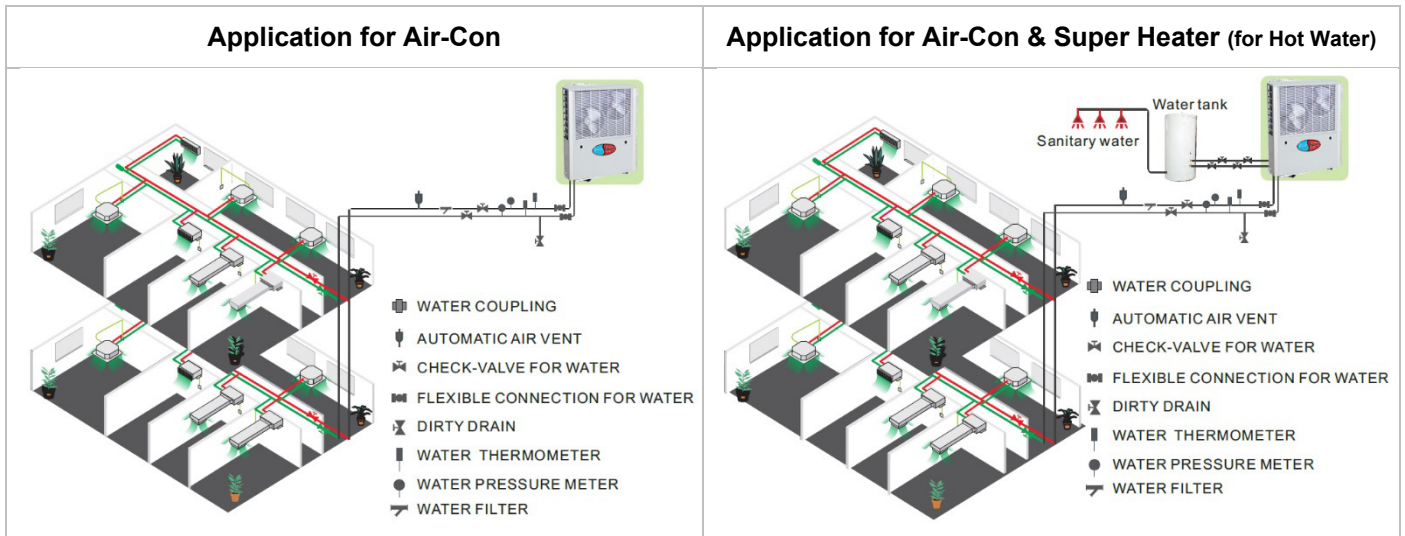 Application for Air-Con
WATER COUPLING
AUTOMATIC AIR VENT
CHECK-VALVE FOR WATER
FLEXIBLE CONNECTION FOR WATER
DIRTY DRAIN
WATER THERMOMETER
WATER PRESSURE METER
WATER FILTER
Application for Air-Con & Super Heater (for Hot Water)
Water tank
Sanitary water
WATER COUPLING
AUTOMATIC AIR VENT
CHECK-VALVE FOR WATER
FLEXIBLE CONNECTION FOR WATER
DIRTY DRAIN
WATER THERMOMETER
WATER PRESSURE METER
WATER FILTER